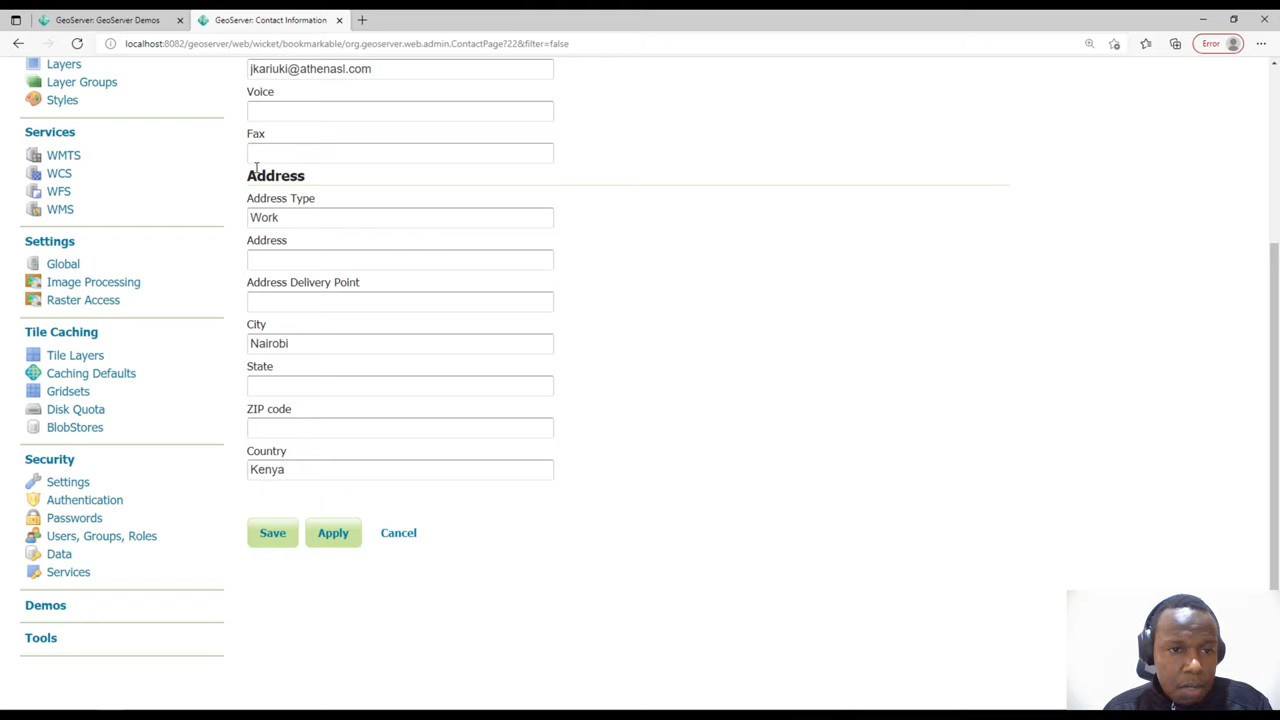 GeoServer: GeoServer Demos
GeoServer: Contact Information
localhost:8082/geoserver/web/wicket/bookmarkable/org.geoserver.web.admin.ContactPage?22&filter=false
Error
Layers
Layer Groups
Styles
Services
WMTS
WCS
WFS
WMS
Settings
Global
Image Processing
Raster Access
Tile Caching
Tile Layers
Caching Defaults
Gridsets
Disk Quota
BlobStores
Security
Settings
Authentication
Passwords
Users, Groups, Roles
Data
Services
Demos
Tools
jkariuki@athenasl.com
Voice
Fax
Address
Address Type
Work
Address
Address Delivery Point
City
Nairobi
State
ZIP code
Country
Kenya
Save Apply Cancel